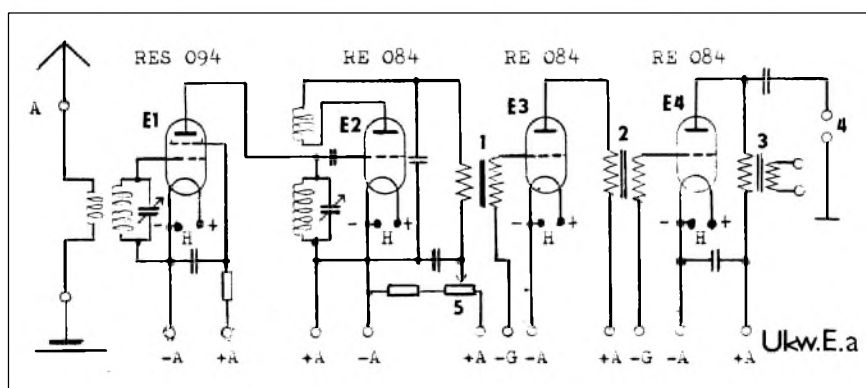 RES 094 RE 084 RE 084 RE 084
A E1 E2 E3 E4
1 2 3 4
- H + - H + - H + - H +
5
-A +A +A -A +A -G -A +A -G -A +A
Ukw.E.a